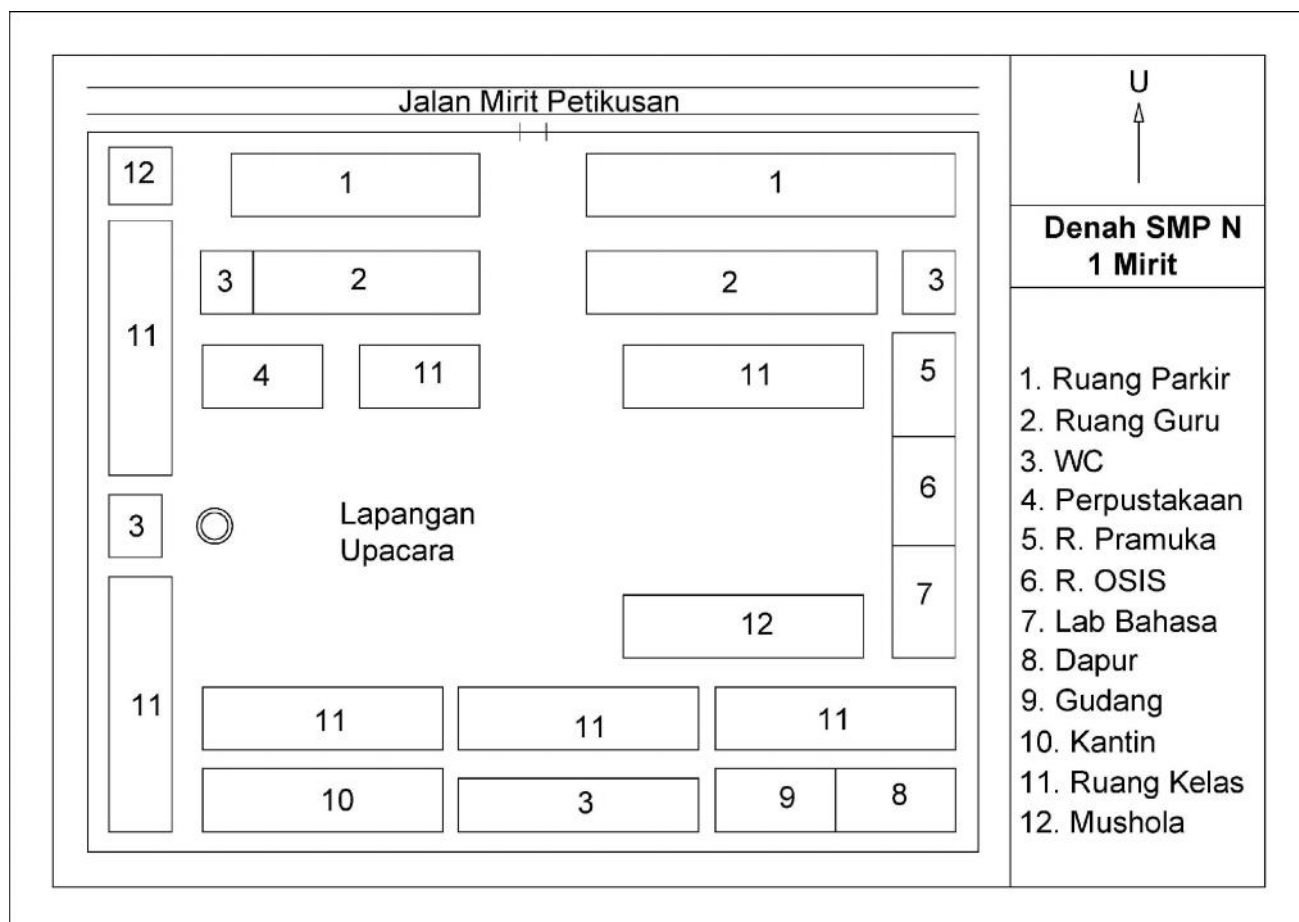 Jalan Mirit Petikusan
U
12
1
1
Denah SMP N
1 Mirit
3
2
2
3
11
4
11
11
5
6
3
Lapangan
Upacara
7
12
11
11
11
11
10
3
9
8
1. Ruang Parkir
2. Ruang Guru
3. WC
4. Perpustakaan
5. R. Pramuka
6. R. OSIS
7. Lab Bahasa
8. Dapur
9. Gudang
10. Kantin
11. Ruang Kelas
12. Mushola